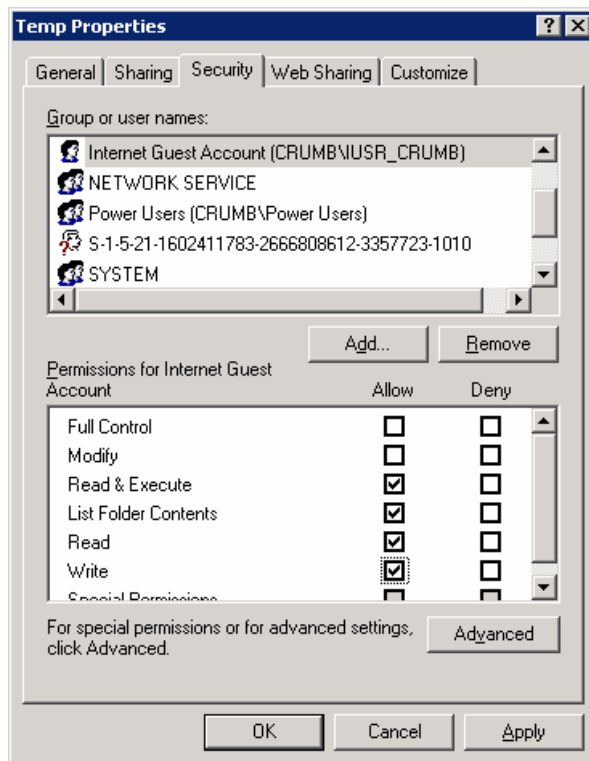 Temp Properties
General Sharing Security Web Sharing Customize
Group or user names:
Internet Guest Account (CRUMB\IUSR_CRUMB)
NETWORK SERVICE
Power Users (CRUMB\Power Users)
S-1-5-21-1602411783-2666808612-3357723-1010
SYSTEM
Add... Remove
Permissions for Internet Guest
Account Allow Deny
Full Control
Modify
Read & Execute
List Folder Contents
Read
Write
Special Permissions
For special permissions or for advanced settings,
click Advanced.
Advanced
OK Cancel Apply